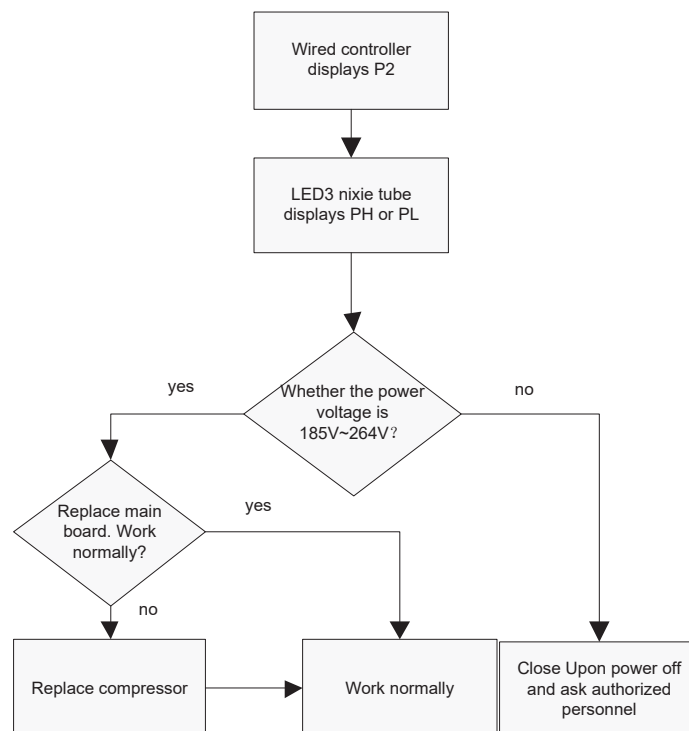 Wired controller
displays P2
LED3 nixie tube
displays PH or PL
Whether the power
voltage is
185V~264V？
yes
no
Replace main
board. Work
normally?
yes
no
Replace compressor
Work normally
Close Upon power off
and ask authorized
personnel